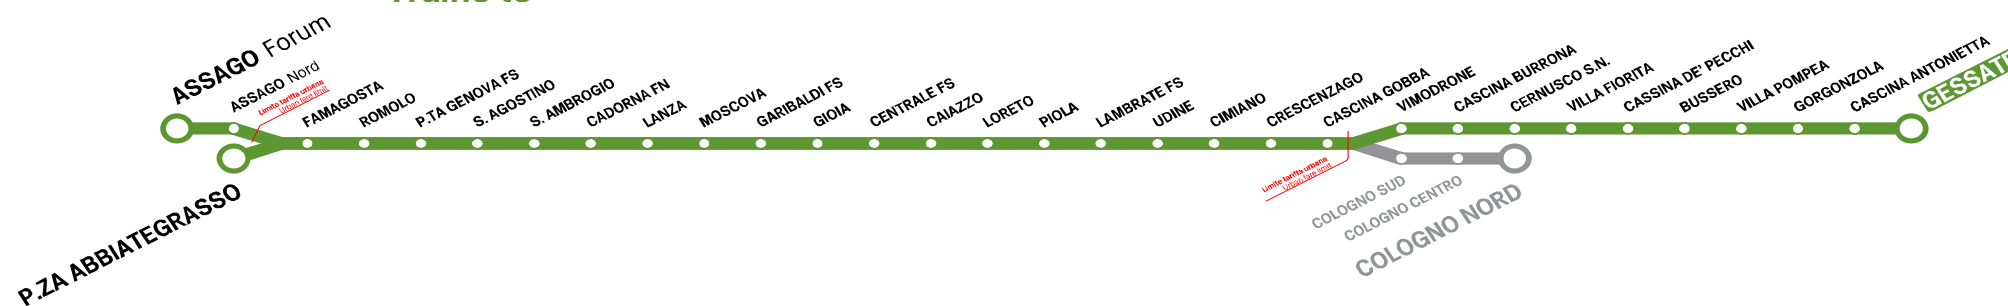 ASSAGO Forum
ASSAGO Nord
Limite tariffa urbana
Urban fare limit
P.ZA ABBIATEGRASSO
FAMAGOSTA
ROMOLO
P.TA GENOVA FS
S. AGOSTINO
S. AMBROGIO
CADORNA FN
LANZA
MOSCOVA
GARIBALDI FS
GIOIA
CENTRALE FS
CAIAZZO
LORETO
PIOLA
LAMBRATE FS
UDINE
CIMIANO
CRESCENZAGO
CASCINA GOBBA
Limite tariffa urbana
Urban fare limit
VIMODRONE
CASCINA BURRONA
CERNUSCO S.N.
VILLA FIORITA
CASSINA DE' PECCHI
BUSSERO
VILLA POMPEA
GORGONZOLA
CASCINA ANTONIETTA
COLOGNO SUD
COLOGNO CENTRO
COLOGNO NORD